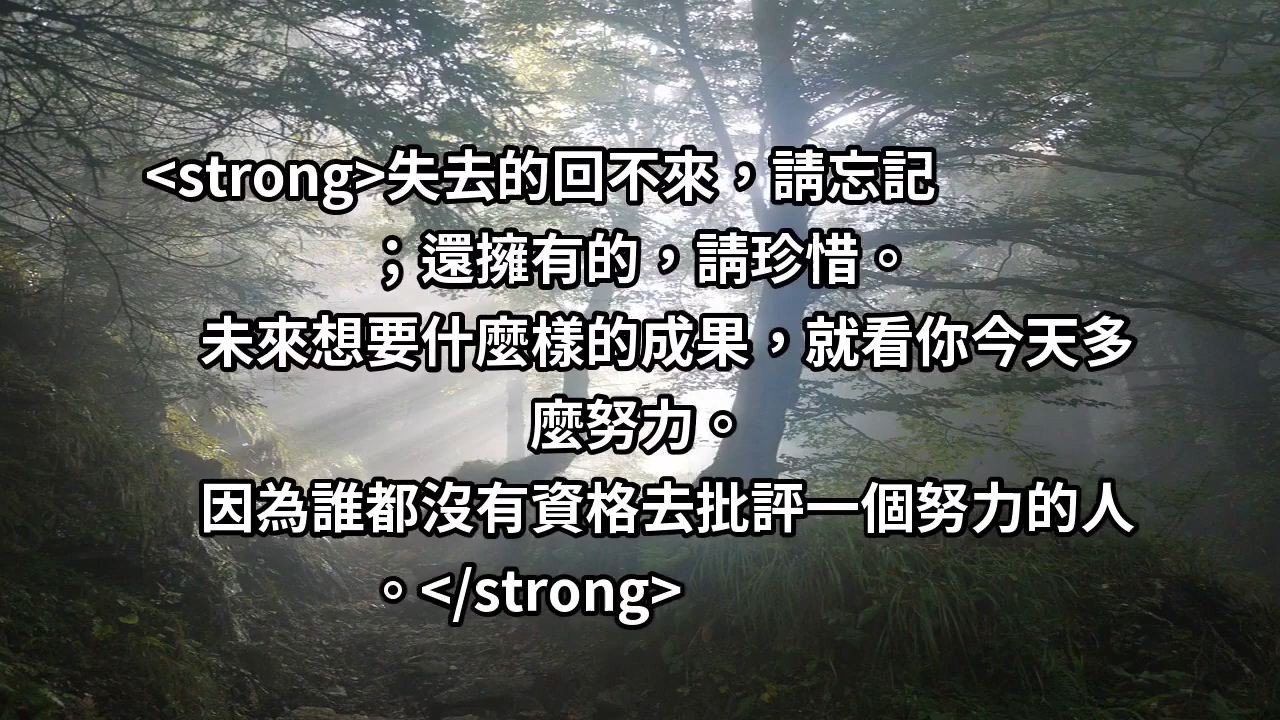 <strong>失去的回不來，請忘記
；還擁有的，請珍惜。
未來想要什麼樣的成果，就看你今天多
麼努力。
因為誰都沒有資格去批評一個努力的人
。</strong>